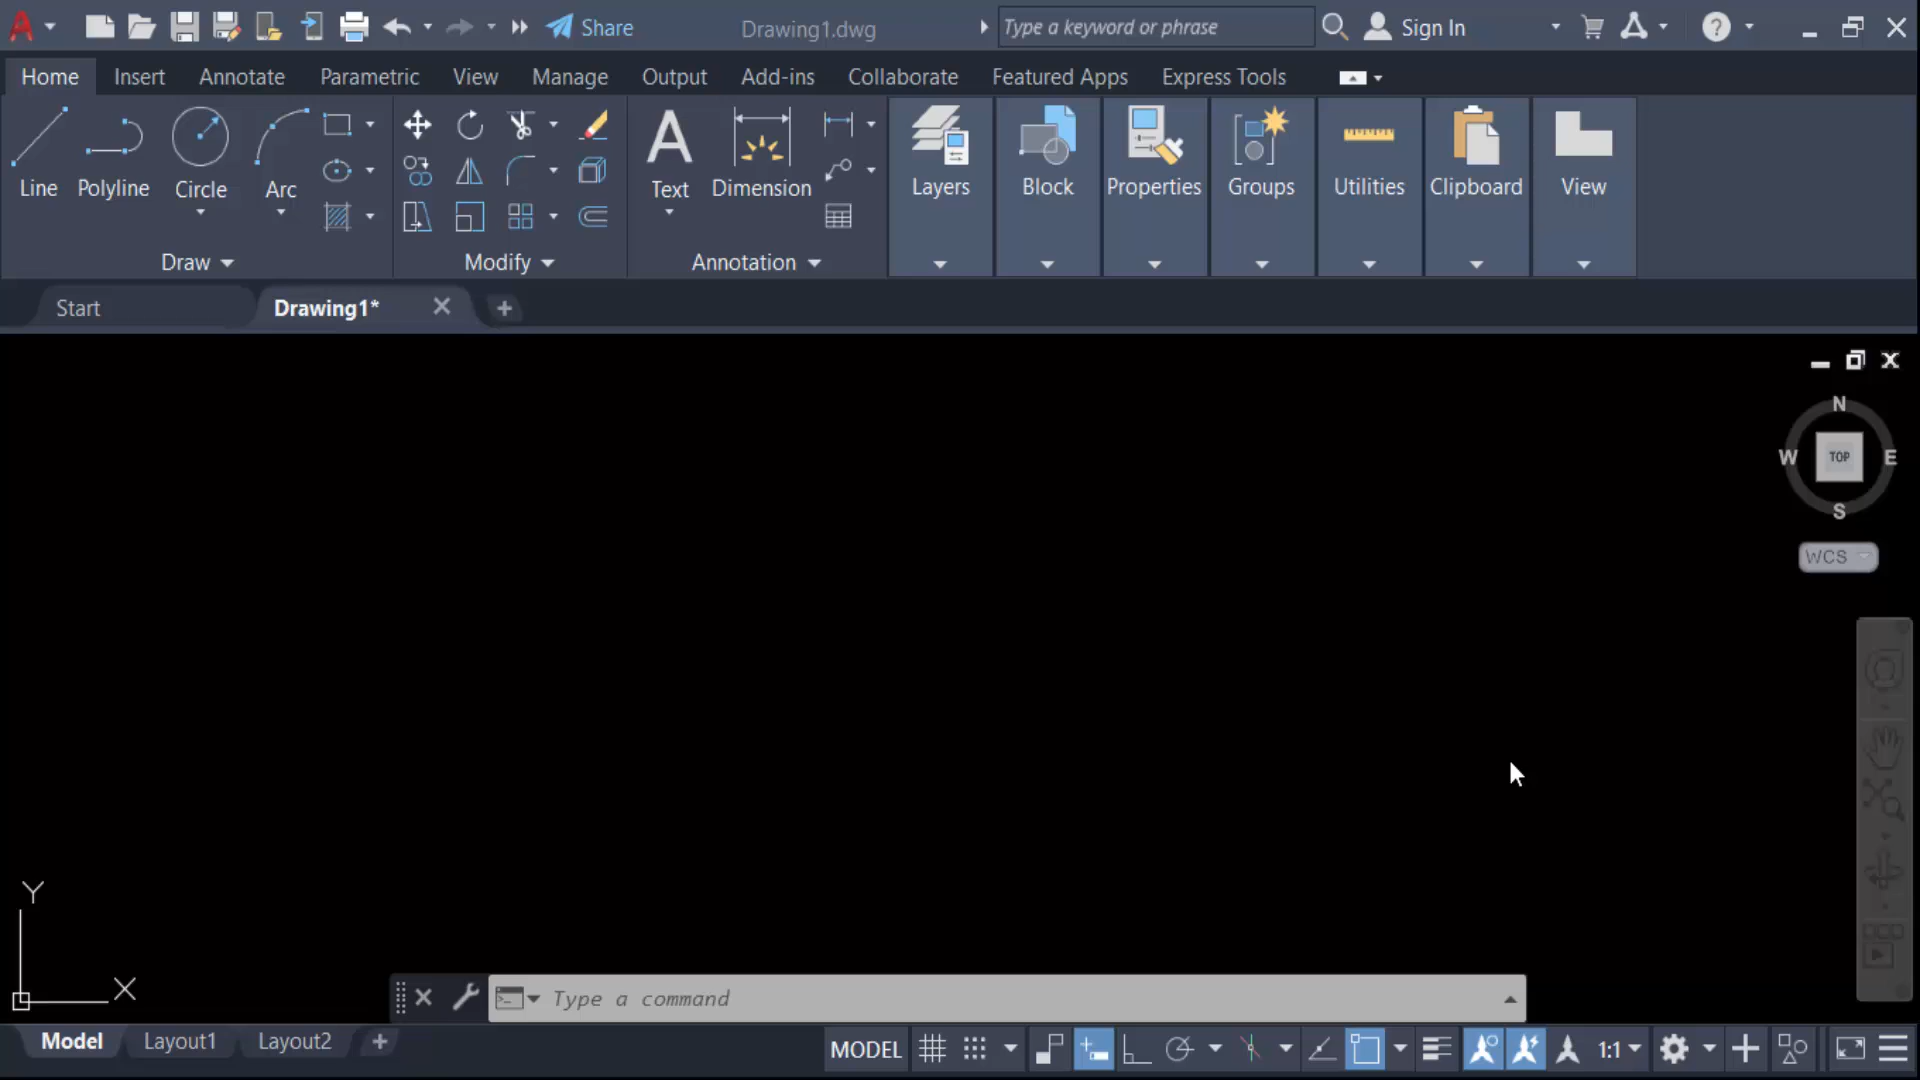 Share
Drawing1.dwg
Type a keyword or phrase
Sign In
Home
Insert
Annotate
Parametric
View
Manage
Output
Add-ins
Collaborate
Featured Apps
Express Tools
Line
Polyline
Circle
Arc
Text
Dimension
Layers
Block
Properties
Groups
Utilities
Clipboard
View
Draw
Modify
Annotation
Start
Drawing1*
N
W
TOP
E
S
WCS
Y
X
Type a command
Model
Layout1
Layout2
MODEL
1:1